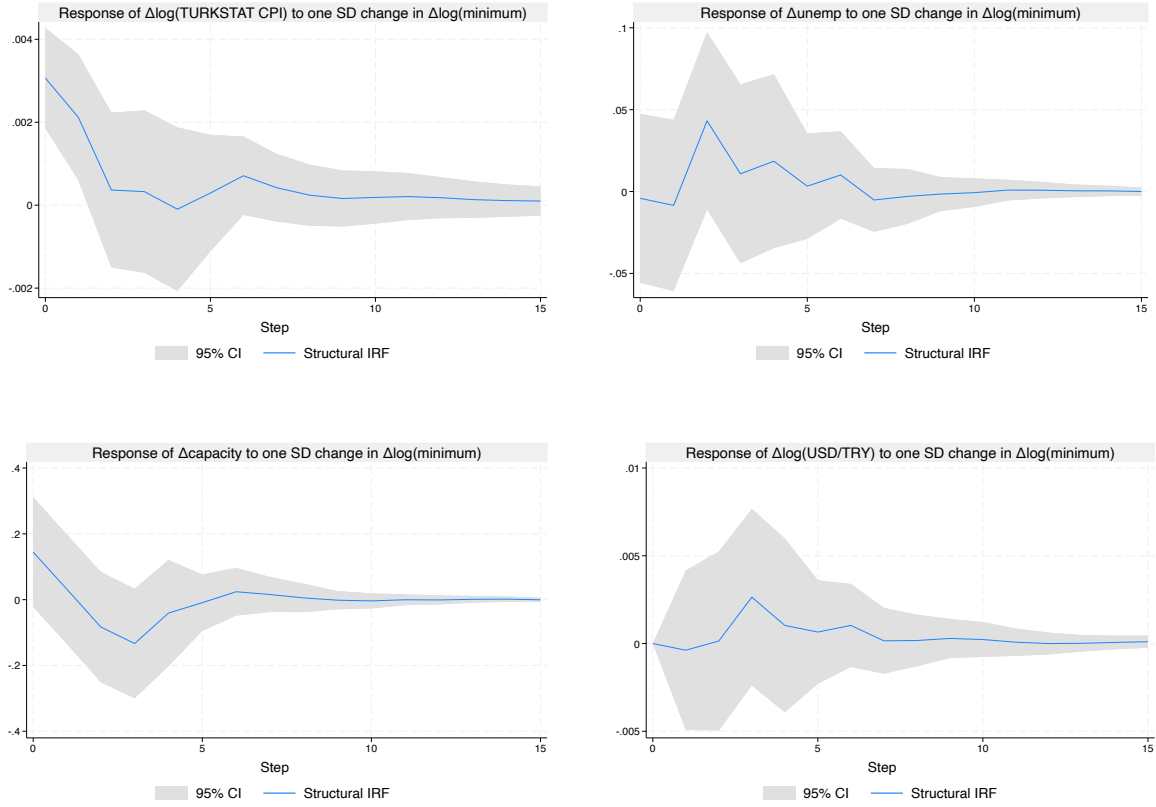 Response of Δlog(TURKSTAT CPI) to one SD change in Δlog(minimum)
.004
.002
0
-.002
0 5 10 15
Step
95% CI Structural IRF
Response of Δunemp to one SD change in Δlog(minimum)
.1
.05
0
-.05
0 5 10 15
Step
95% CI Structural IRF
Response of Δcapacity to one SD change in Δlog(minimum)
.4
.2
0
-.2
-.4
0 5 10 15
Step
95% CI Structural IRF
Response of Δlog(USD/TRY) to one SD change in Δlog(minimum)
.01
.005
0
-.005
0 5 10 15
Step
95% CI Structural IRF